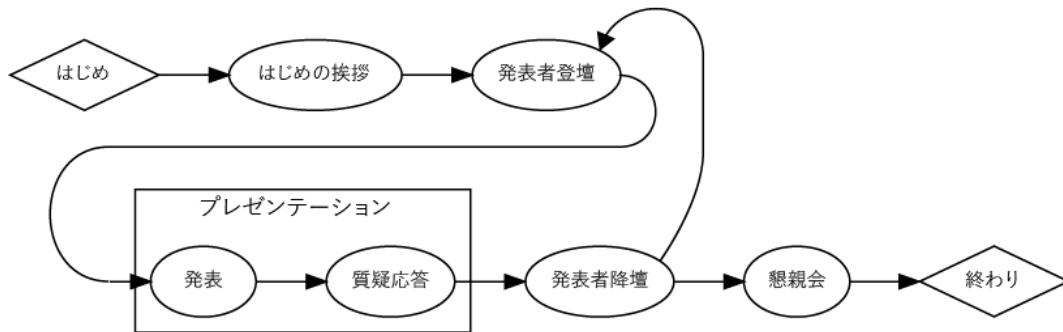 はじめ
はじめの挨拶
発表者登壇
プレゼンテーション
発表
質疑応答
発表者降壇
懇親会
終わり